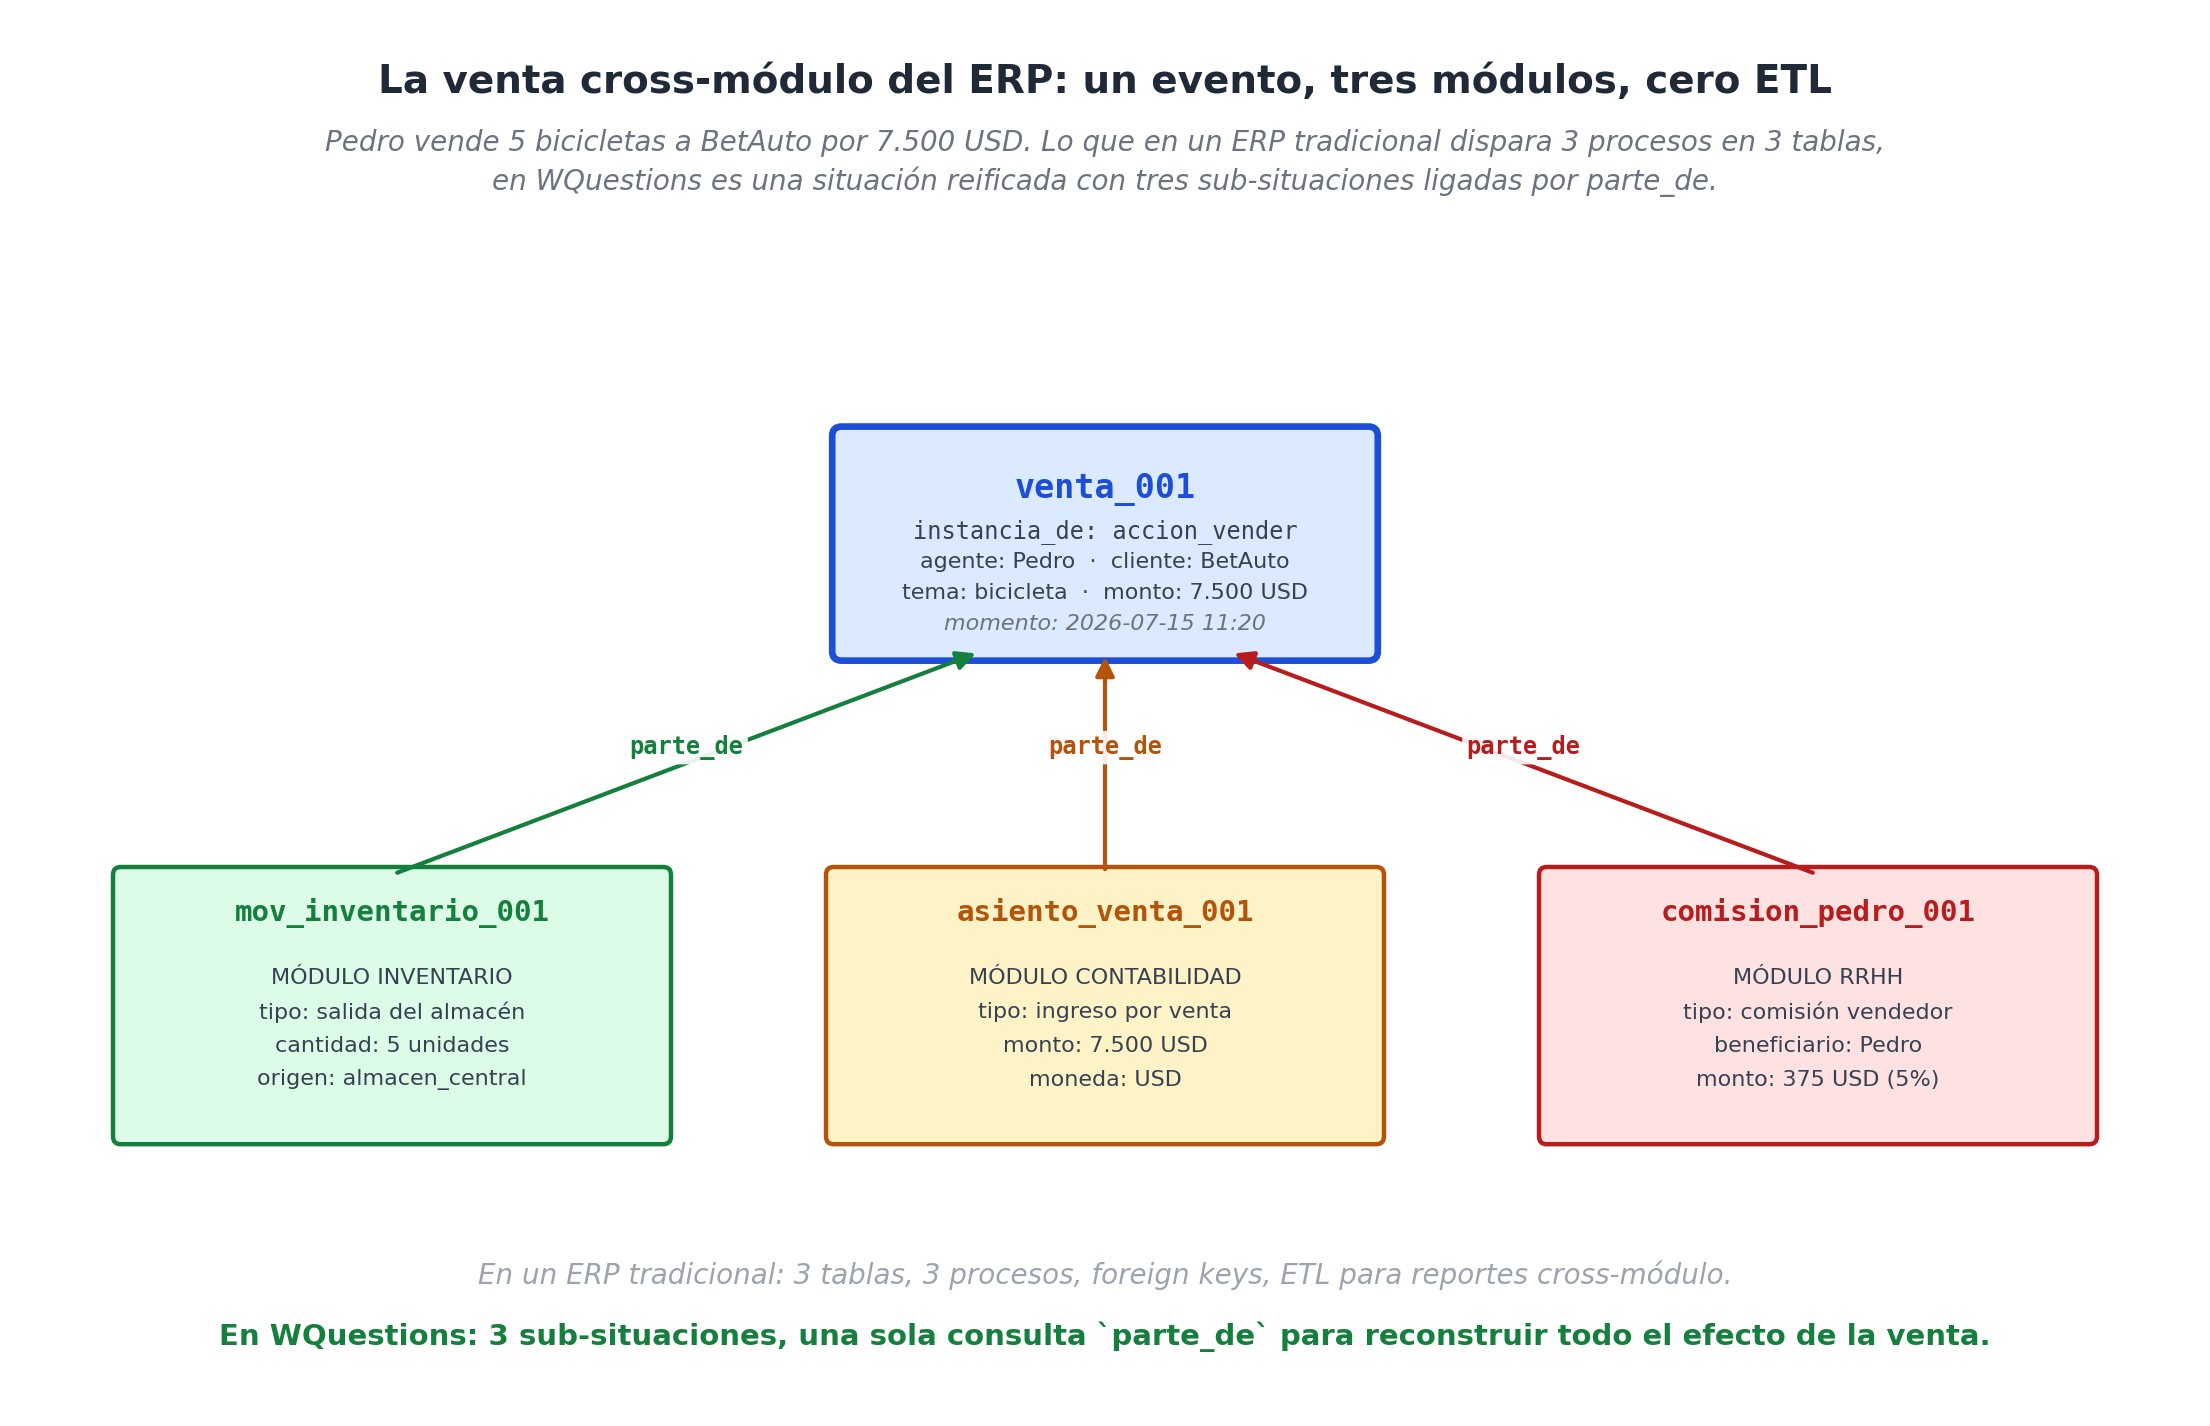 La venta cross-módulo del ERP: un evento, tres módulos, cero ETL
Pedro vende 5 bicicletas a BetAuto por 7.500 USD. Lo que en un ERP tradicional dispara 3 procesos en 3 tablas,
en WQuestions es una situación reificada con tres sub-situaciones ligadas por parte_de.
venta_001
instancia_de: accion_vender
agente: Pedro · cliente: BetAuto
tema: bicicleta · monto: 7.500 USD
momento: 2026-07-15 11:20
parte_de
parte_de
parte_de
mov_inventario_001
MÓDULO INVENTARIO
tipo: salida del almacén
cantidad: 5 unidades
origen: almacen_central
asiento_venta_001
MÓDULO CONTABILIDAD
tipo: ingreso por venta
monto: 7.500 USD
moneda: USD
comision_pedro_001
MÓDULO RRHH
tipo: comisión vendedor
beneficiario: Pedro
monto: 375 USD (5%)
En un ERP tradicional: 3 tablas, 3 procesos, foreign keys, ETL para reportes cross-módulo.
En WQuestions: 3 sub-situaciones, una sola consulta `parte_de` para reconstruir todo el efecto de la venta.